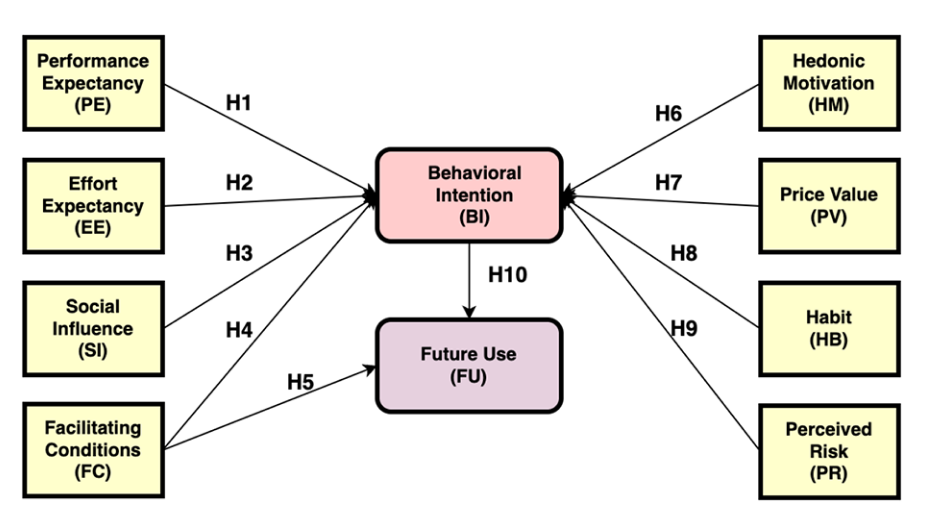 Performance
Expectancy
(PE)
H1
Effort
Expectancy
(EE)
H2
Social
Influence
(SI)
H3
Facilitating
Conditions
(FC)
H4
H5
Behavioral
Intention
(BI)
H10
Future Use
(FU)
Hedonic
Motivation
(HM)
H6
Price Value
(PV)
H7
Habit
(HB)
H8
Perceived
Risk
(PR)
H9